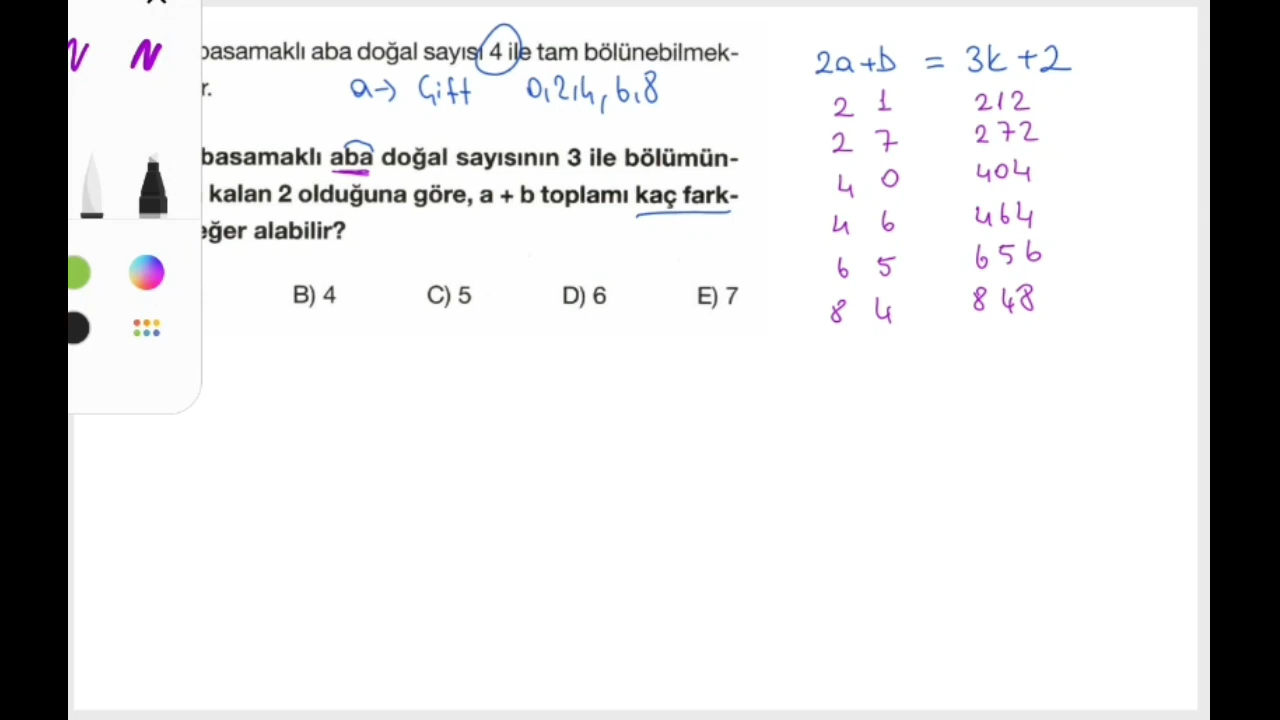 basamaklı aba doğal sayısı 4 ile tam bölünebilmek-
r.
a→ Çift 0,2,4,6,8
basamaklı aba doğal sayısının 3 ile bölümün-
kalan 2 olduğuna göre, a + b toplamı kaç fark-
eğer alabilir?
B) 4 C) 5 D) 6 E) 7
2a+b = 3k+2
2 1 212
2 7 272
4 0 404
4 6 464
6 5 656
8 4 848